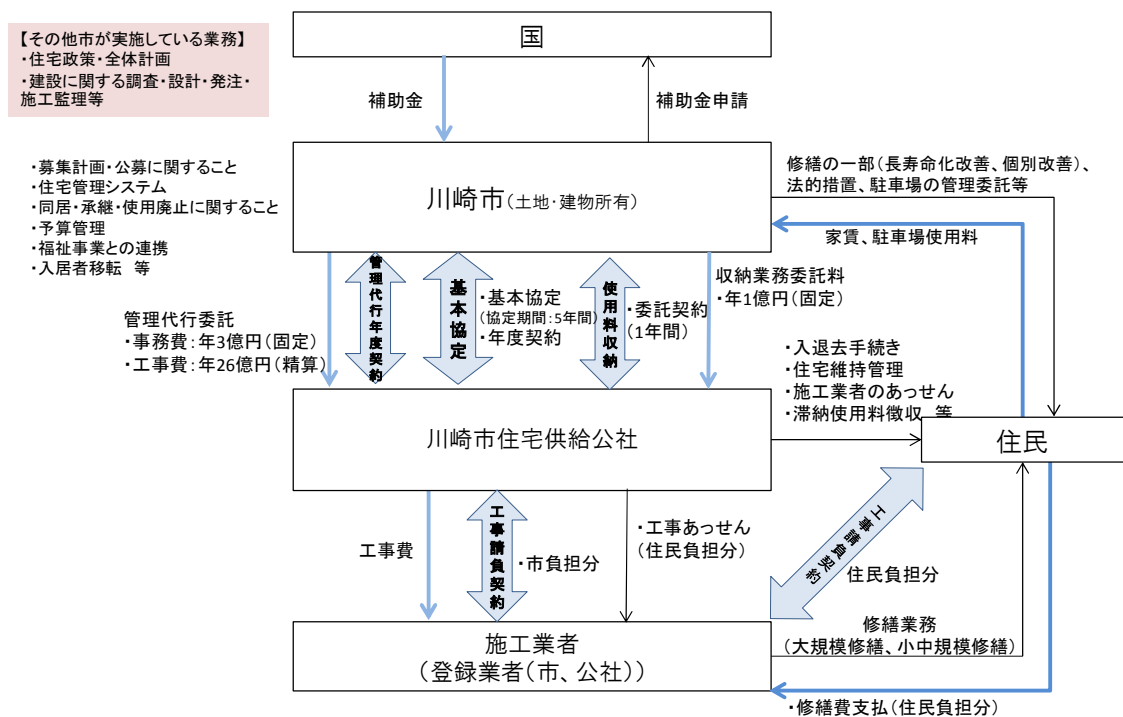 【その他市が実施している業務】
・住宅政策・全体計画
・建設に関する調査・設計・発注・
施工監理等
国
補助金
補助金申請
・募集計画・公募に関すること
・住宅管理システム
・同居・承継・使用廃止に関すること
・予算管理
・福祉事業との連携
・入居者移転 等
川崎市(土地・建物所有)
修繕の一部(長寿命化改善、個別改善)、
法的措置、駐車場の管理委託等
家賃、駐車場使用料
管理代行委託
・事務費:年3億円(固定)
・工事費:年26億円(精算)
管理代行年度契約
基本協定
・基本協定
(協定期間:5年間)
・年度契約
使用料収納
・委託契約
(1年間)
収納業務委託料
・年1億円(固定)
・入退去手続き
・住宅維持管理
・施工業者のあっせん
・滞納使用料徴収 等
川崎市住宅供給公社
住民
工事費
工事請負契約
・市負担分
・工事あっせん
(住民負担分)
工事請負契約
住民負担分
施工業者
(登録業者(市、公社))
修繕業務
(大規模修繕、小中規模修繕)
・修繕費支払(住民負担分)